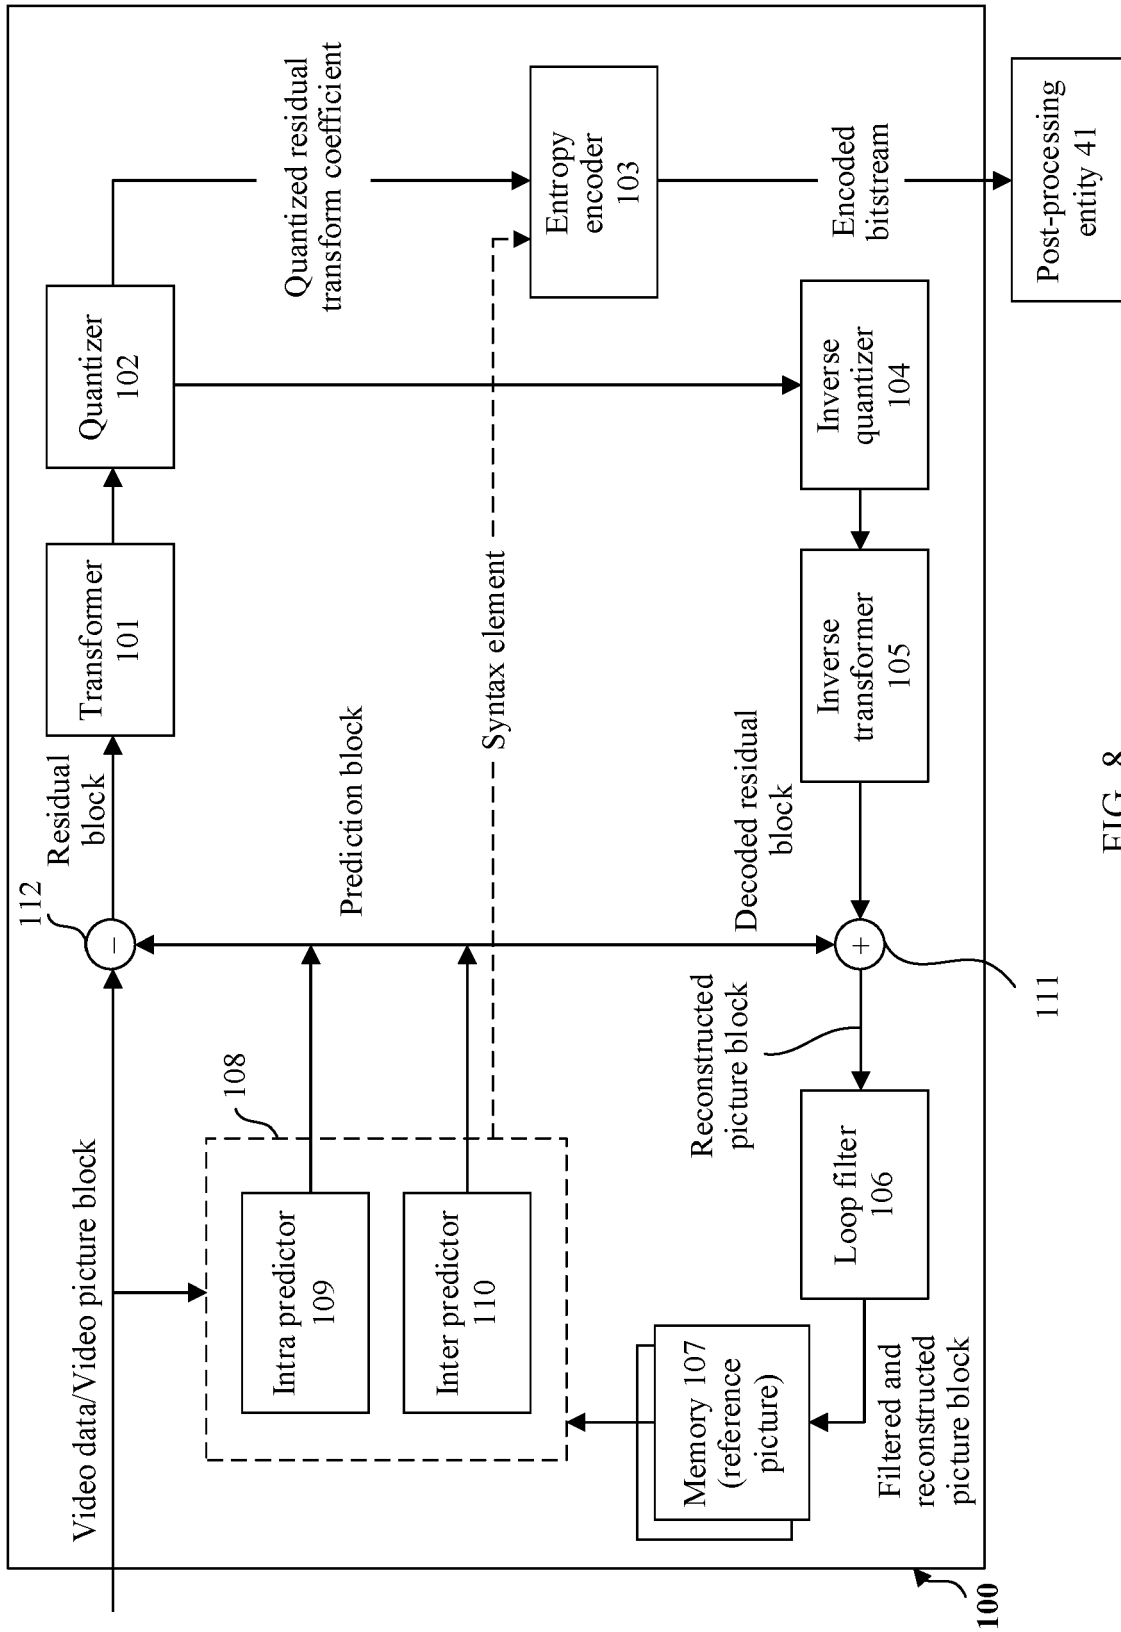 Video data/Video picture block
112
Residual
block
Transformer
101
Quantizer
102
Quantized residual
transform coefficient
108
Intra predictor
109
Inter predictor
110
Prediction block
Syntax element
Entropy
encoder
103
Encoded
bitstream
Memory 107
(reference
picture)
Filtered and
reconstructed
picture block
Loop filter
106
Reconstructed
picture block
111
Decoded residual
block
Inverse
transformer
105
Inverse
quantizer
104
Post-processing
entity 41
100
FIG. 8